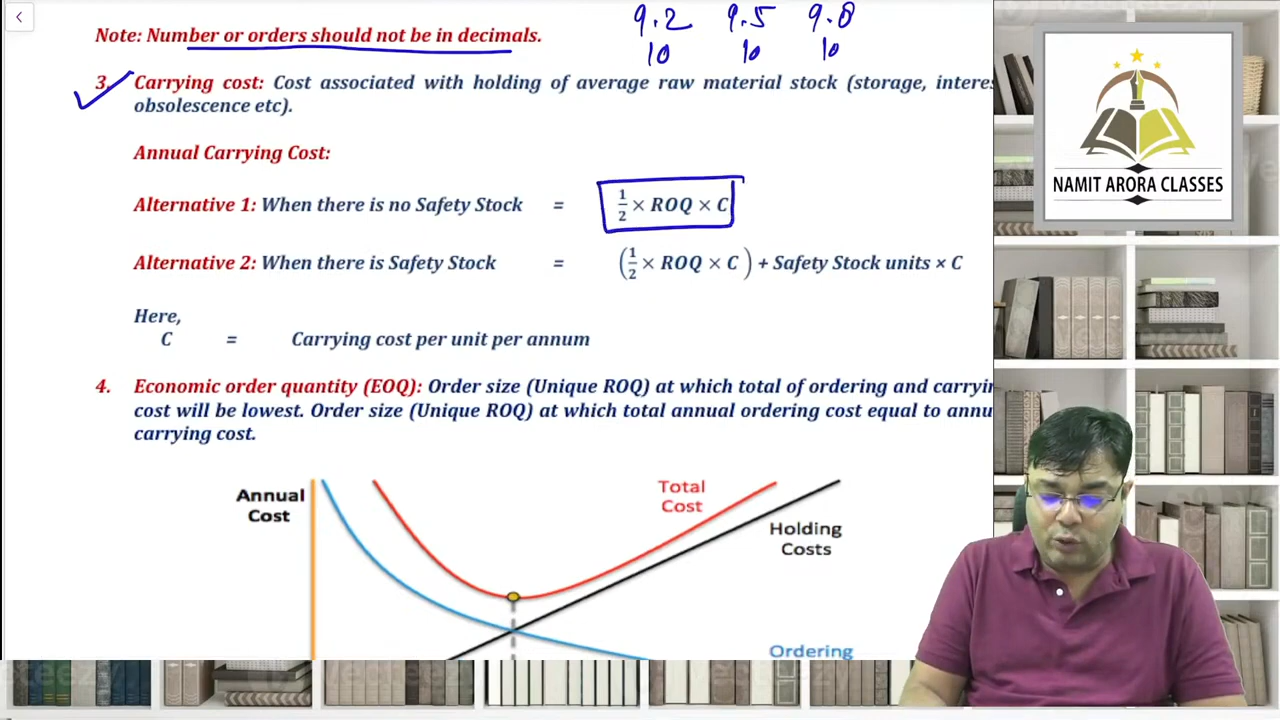 9.2 9.5 9.8
Note: Number or orders should not be in decimals.
10 10 10
3. Carrying cost: Cost associated with holding of average raw material stock (storage, interes
obsolescence etc).
Annual Carrying Cost:
Alternative 1: When there is no Safety Stock = 1/2 × ROQ × C
Alternative 2: When there is Safety Stock = (1/2 × ROQ × C ) + Safety Stock units × C
Here,
C = Carrying cost per unit per annum
4. Economic order quantity (EOQ): Order size (Unique ROQ) at which total of ordering and carryin
cost will be lowest. Order size (Unique ROQ) at which total annual ordering cost equal to annu
carrying cost.
Annual
Cost
Total
Cost
Holding
Costs
Ordering
NAMIT ARORA CLASSES